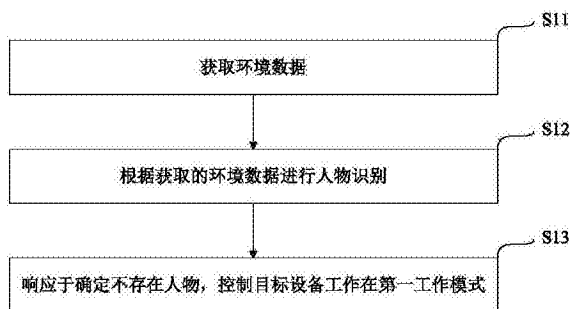 S11
获取环境数据
S12
根据获取的环境数据进行人物识别
S13
响应于确定不存在人物，控制目标设备工作在第一工作模式